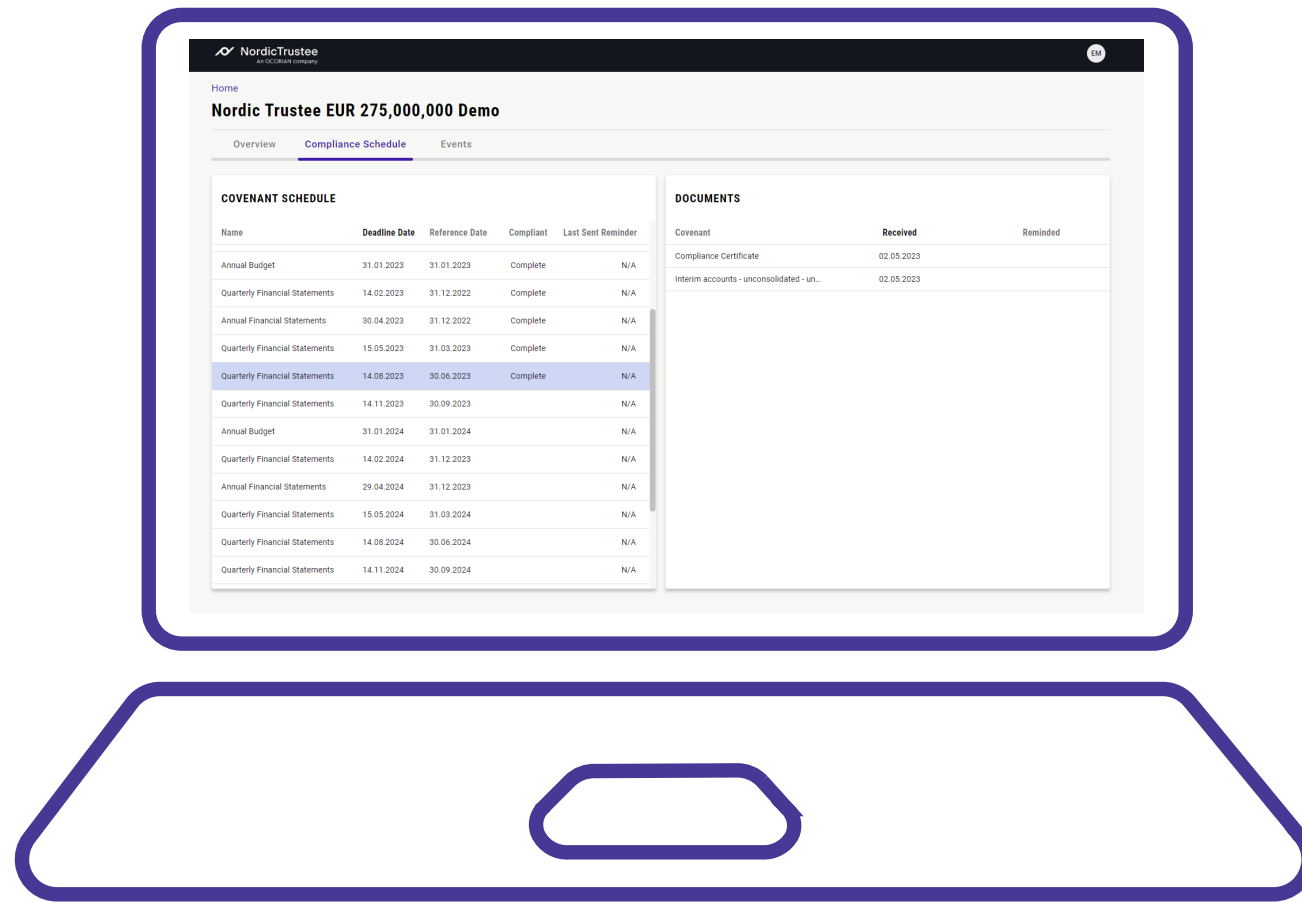 NordicTrustee
An OCORIAN company
EM
Home
Nordic Trustee EUR 275,000,000 Demo
Overview Compliance Schedule Events
COVENANT SCHEDULE
Name Deadline Date Reference Date Compliant Last Sent Reminder
Annual Budget 31.01.2023 31.01.2023 Complete N/A
Quarterly Financial Statements 14.02.2023 31.12.2022 Complete N/A
Annual Financial Statements 30.04.2023 31.12.2022 Complete N/A
Quarterly Financial Statements 15.05.2023 31.03.2023 Complete N/A
Quarterly Financial Statements 14.08.2023 30.06.2023 Complete N/A
Quarterly Financial Statements 14.11.2023 30.09.2023 N/A
Annual Budget 31.01.2024 31.01.2024 N/A
Quarterly Financial Statements 14.02.2024 31.12.2023 N/A
Annual Financial Statements 29.04.2024 31.12.2023 N/A
Quarterly Financial Statements 15.05.2024 31.03.2024 N/A
Quarterly Financial Statements 14.08.2024 30.06.2024 N/A
Quarterly Financial Statements 14.11.2024 30.09.2024 N/A
DOCUMENTS
Covenant Received Reminded
Compliance Certificate 02.05.2023
Interim accounts - unconsolidated - un... 02.05.2023